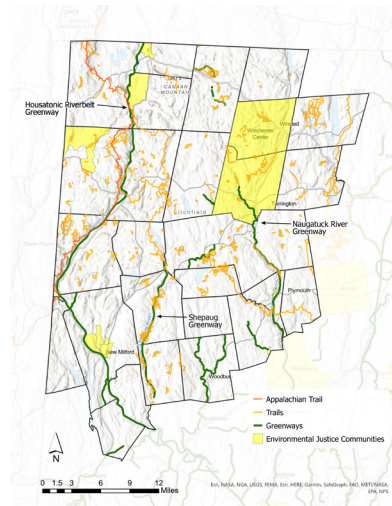 CANAAN
MOUNTAIN
Housatonic Riverbelt
Greenway
Winsted
Winchester
Center
Torrington
Litchfield
Naugatuck River
Greenway
Plymouth
Shepaug
Greenway
New Milford
Woodbury
Appalachian Trail
Trails
Greenways
Environmental Justice Communities
N
0 1.5 3 6 9 12
Miles
Esri, NASA, NGA, USGS, FEMA, Esri, HERE, Garmin, SafeGraph, FAO, METI/NASA,
EPA, NPS